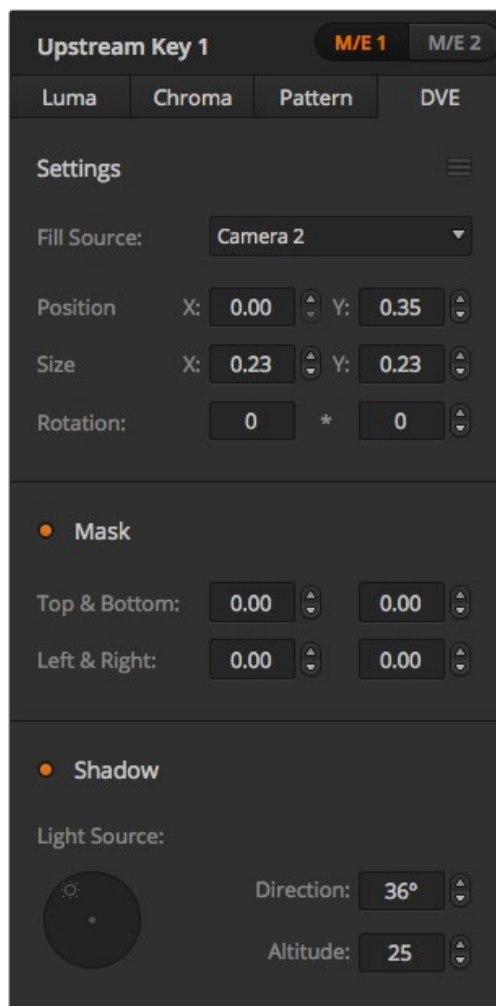 Upstream Key 1 M/E 1 M/E 2
Luma Chroma Pattern DVE
Settings
Fill Source: Camera 2
Position X: 0.00 Y: 0.35
Size X: 0.23 Y: 0.23
Rotation: 0 * 0
Mask
Top & Bottom: 0.00 0.00
Left & Right: 0.00 0.00
Shadow
Light Source:
Direction: 36°
Altitude: 25